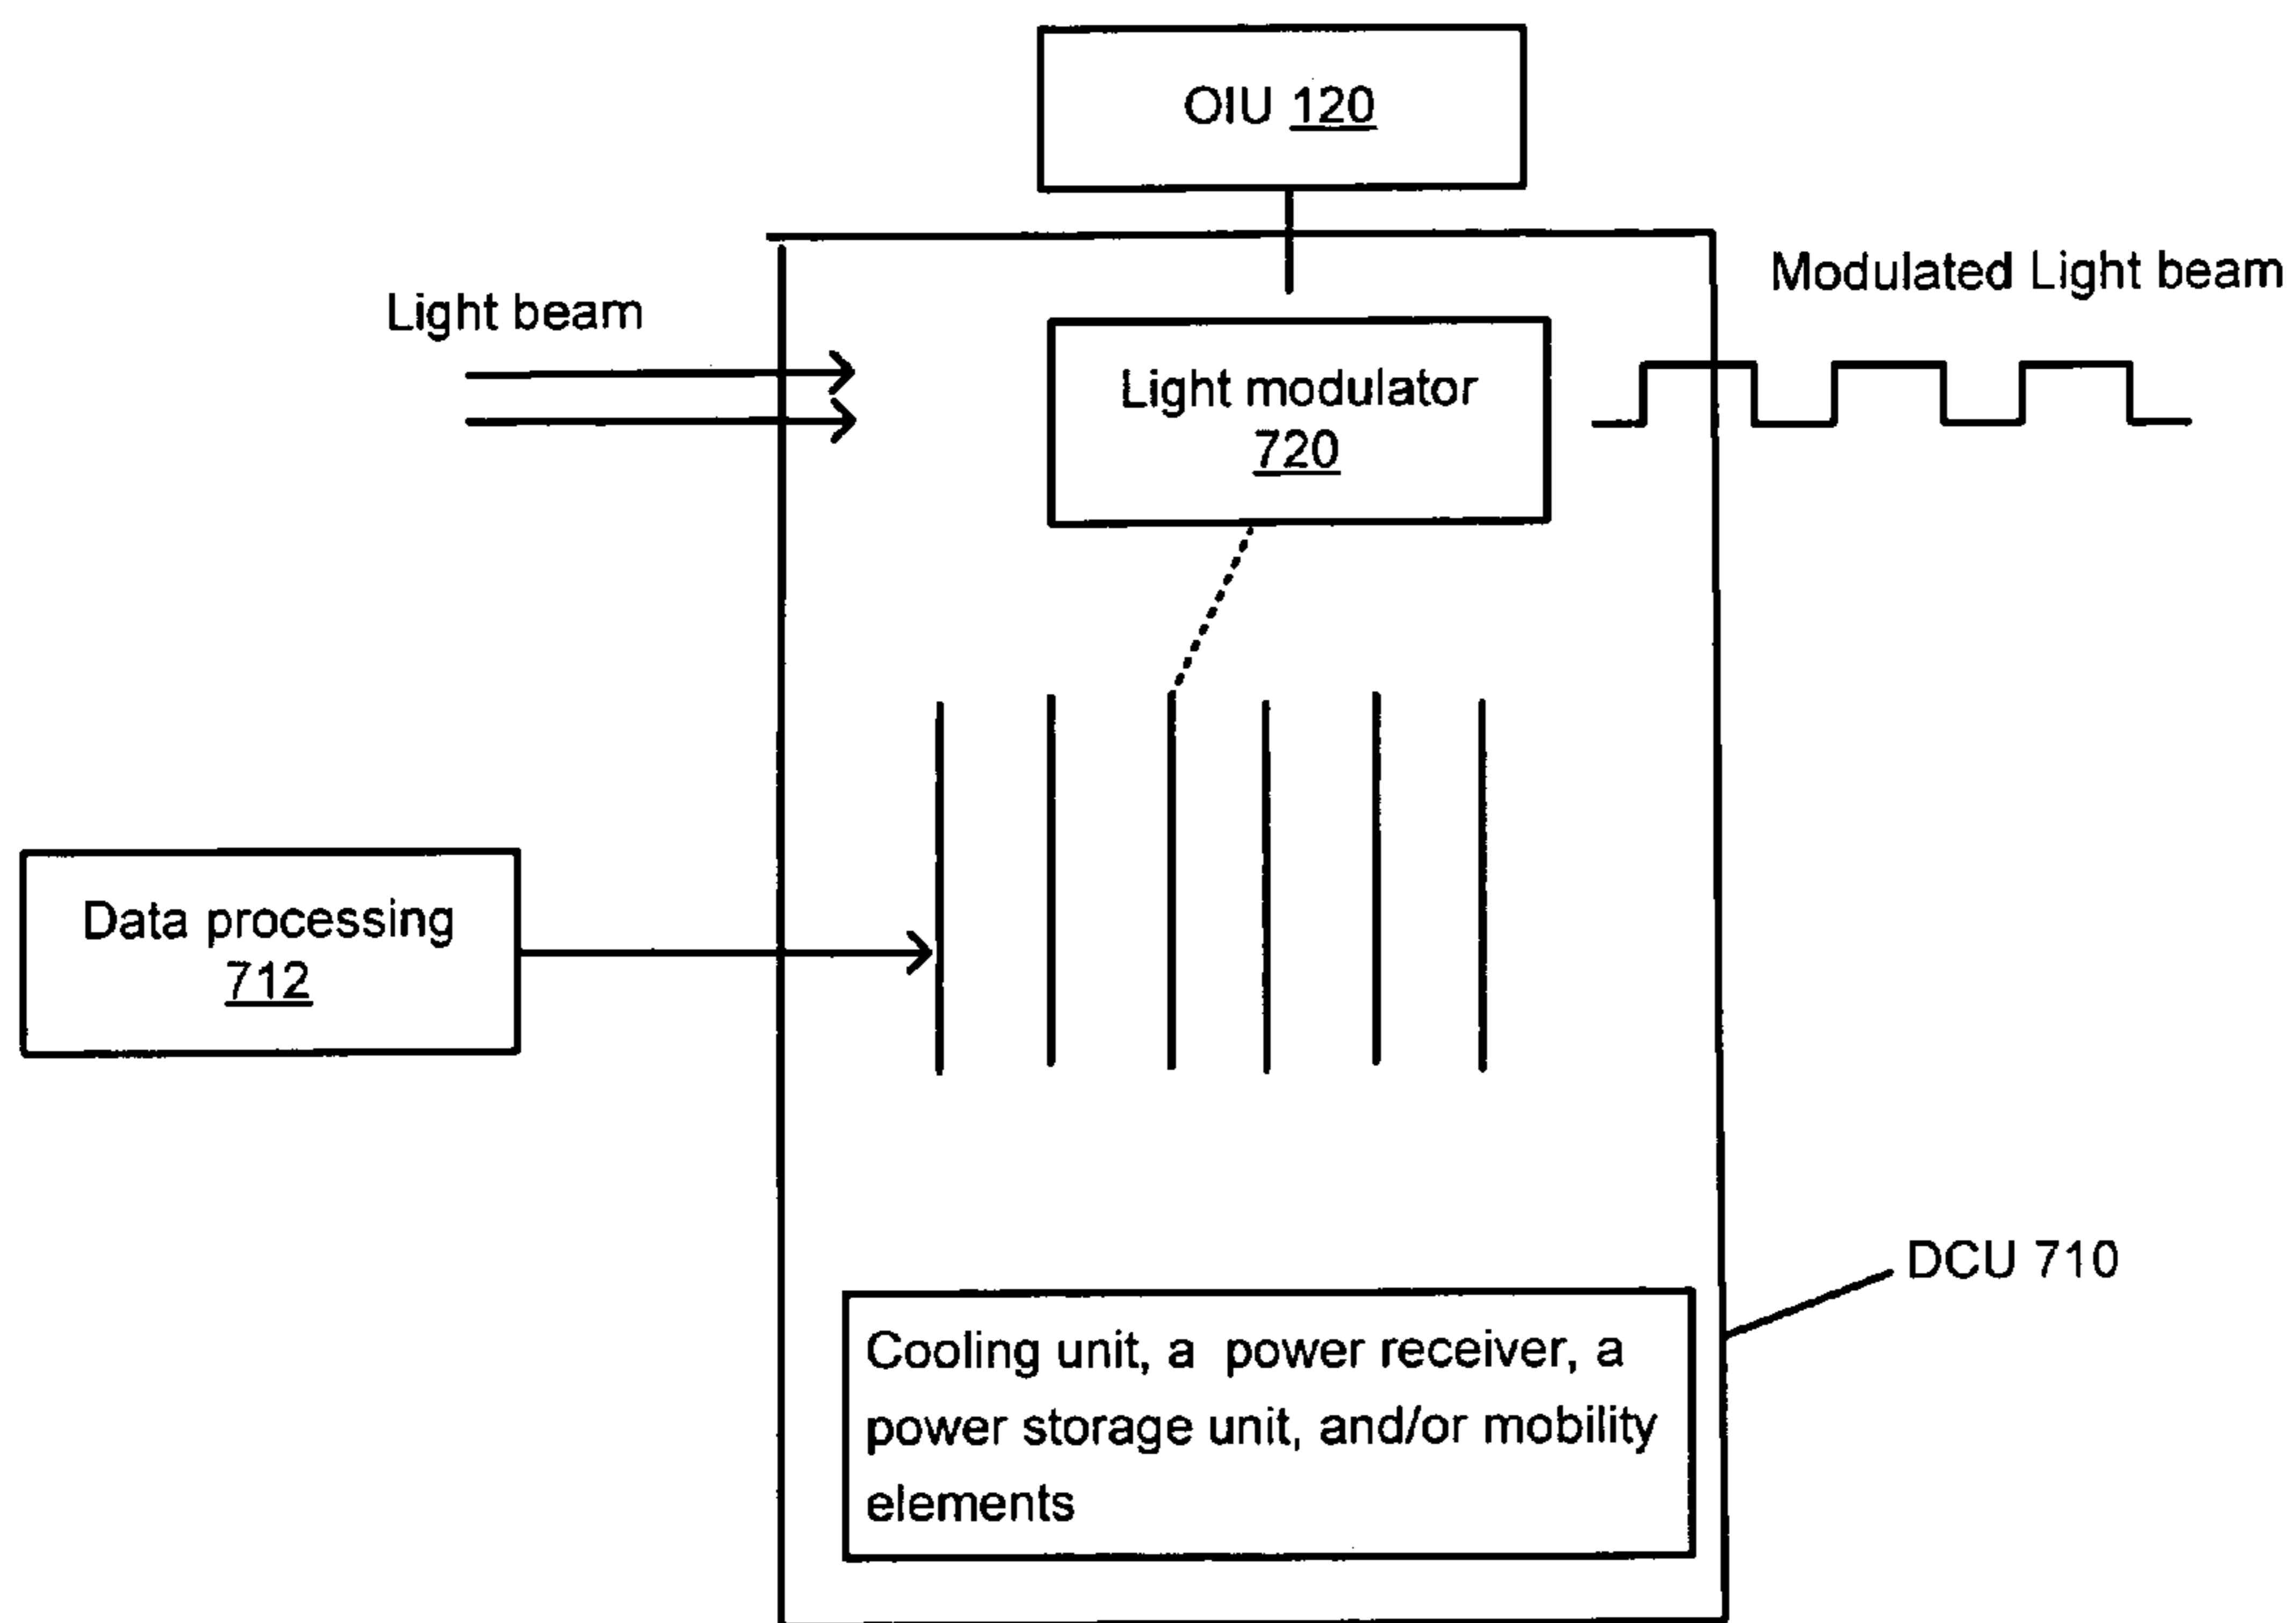 OIU 120
Modulated Light beam
Light beam
Light modulator
720
Data processing
712
DCU 710
Cooling unit, a power receiver, a
power storage unit, and/or mobility
elements